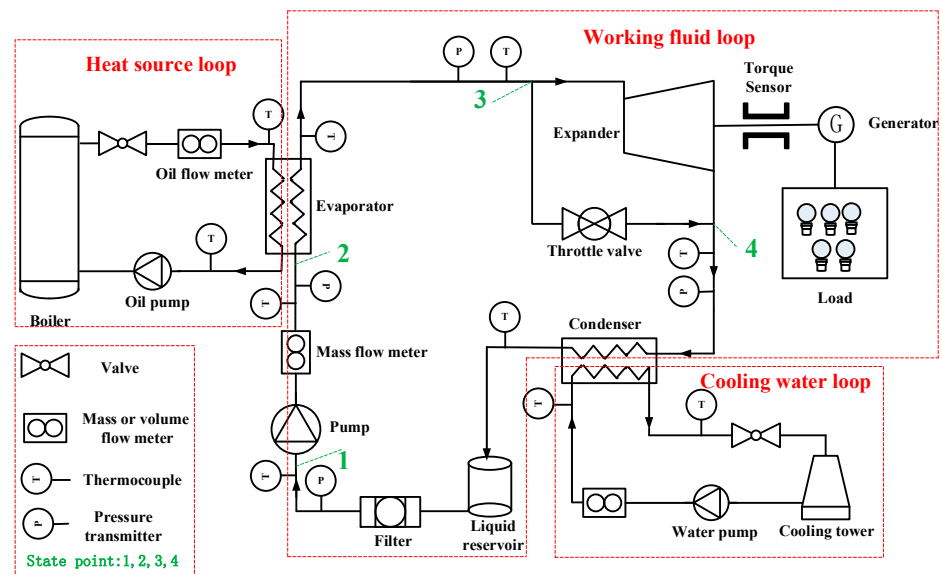 Heat source loop
Working fluid loop
P
T
3
Torque
Sensor
Expander
G
Generator
T
T
Oil flow meter
Evaporator
Throttle valve
4
T
2
T
P
Oil pump
Boiler
T
P
Load
T
Condenser
Mass flow meter
Cooling water loop
Valve
T
T
Mass or volume
flow meter
Pump
1
T
P
T
Thermocouple
P
Pressure
transmitter
Filter
Liquid
reservoir
Water pump
Cooling tower
State point:1,2,3,4